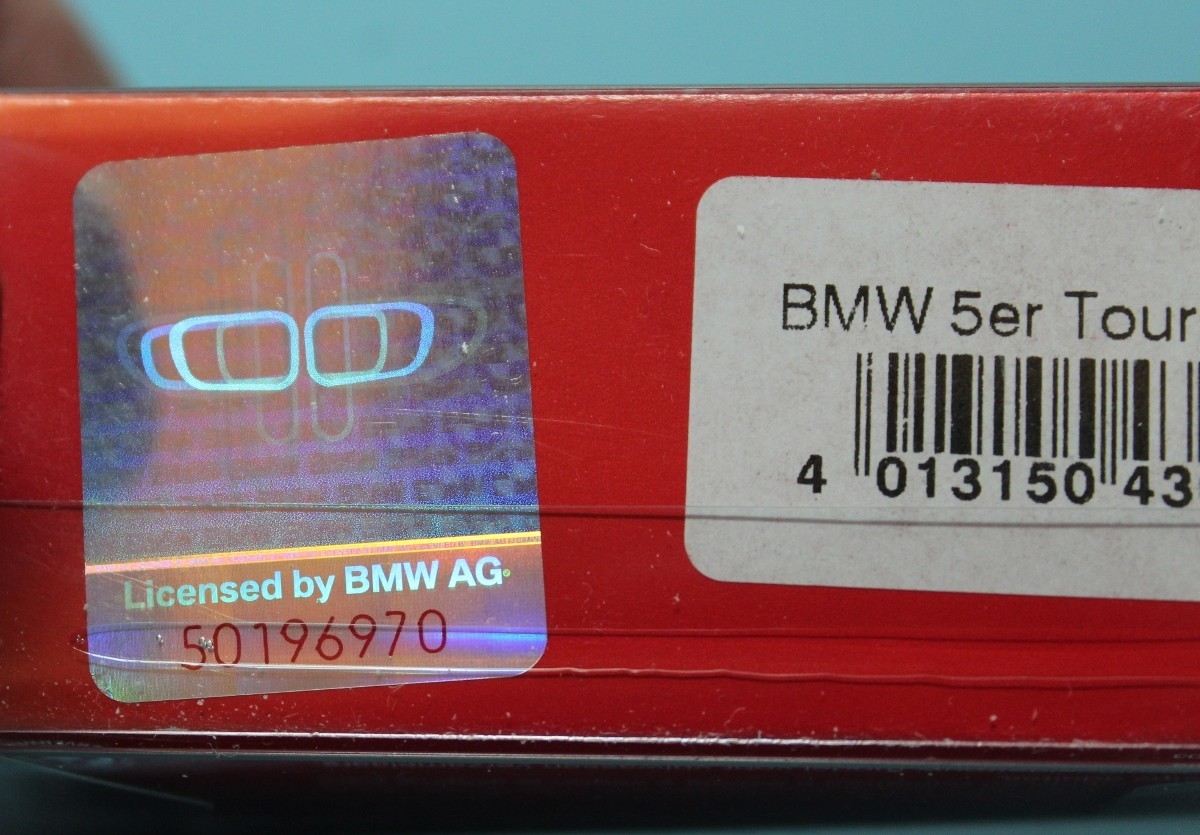 Licensed by BMW AG
50196970
BMW 5er Tour
4 013150 43